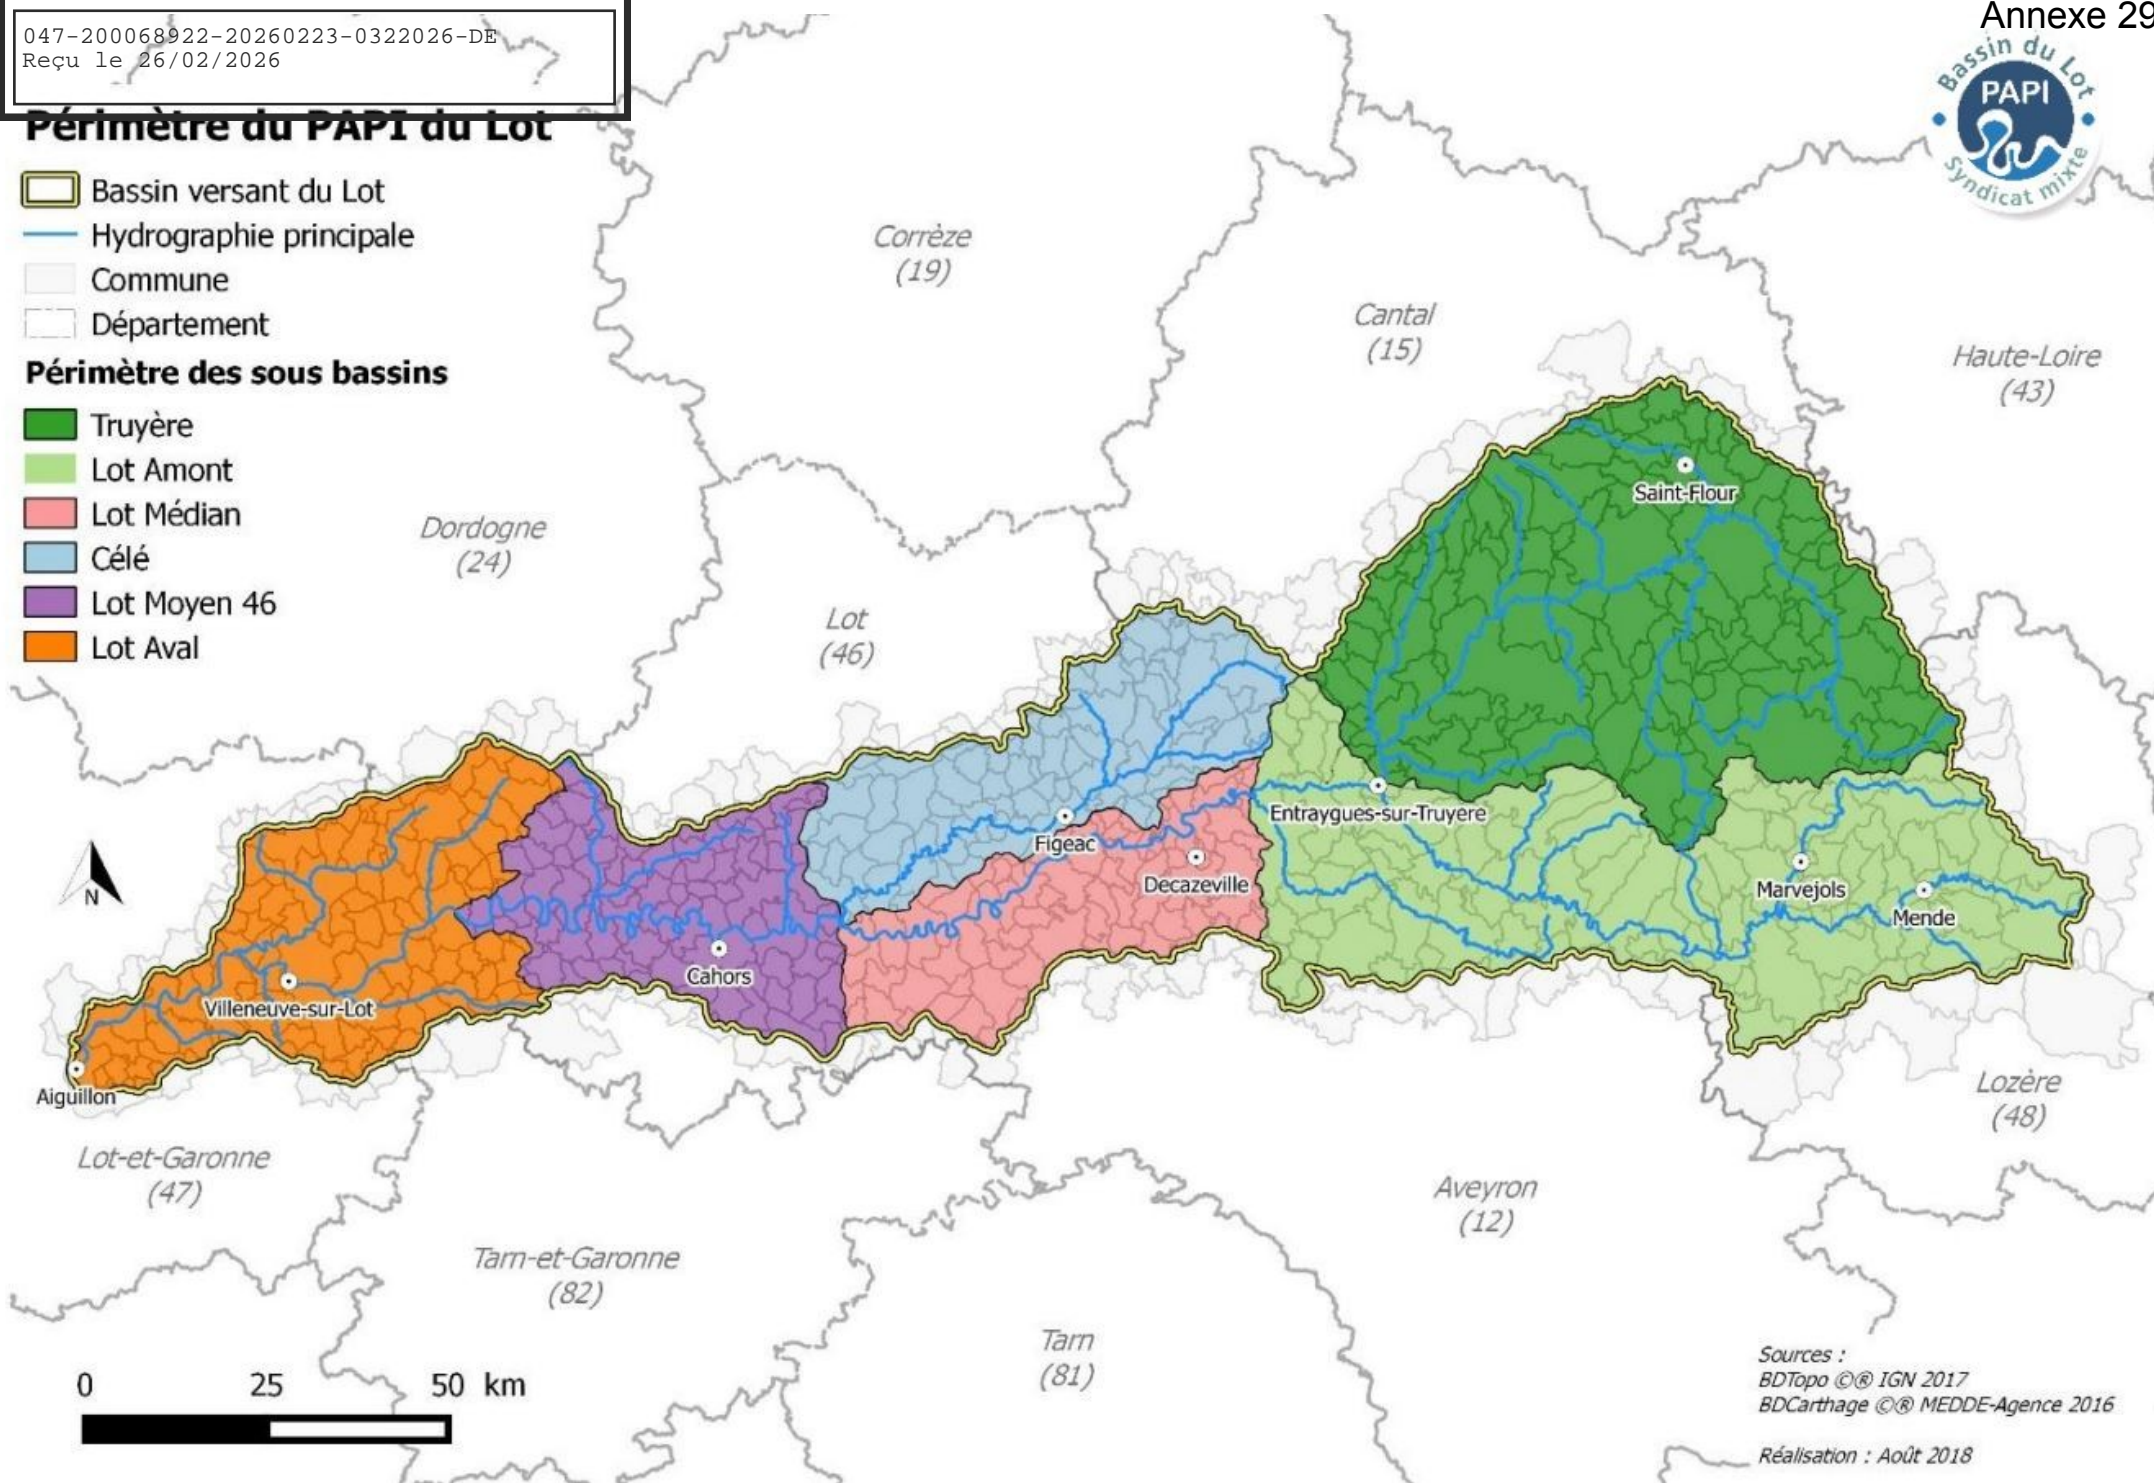 Annexe 29
047-200068922-20260223-0322026-DE
Reçu le 26/02/2026
Bassin du Lot
PAPI
Syndicat mixte
Périmètre du PAPI du Lot
Bassin versant du Lot
Hydrographie principale
Commune
Département
Périmètre des sous bassins
Truyère
Lot Amont
Lot Médian
Célé
Lot Moyen 46
Lot Aval
Corrèze
(19)
Cantal
(15)
Haute-Loire
(43)
Dordogne
(24)
Lot
(46)
Saint-Flour
Entraygues-sur-Truyère
Figeac
Decazeville
Marvejols
Mende
Cahors
Villeneuve-sur-Lot
Aiguillon
N
Lozère
(48)
Lot-et-Garonne
(47)
Aveyron
(12)
Tarn-et-Garonne
(82)
Tarn
(81)
0 25 50 km
Sources :
BDTopo ©® IGN 2017
BDCarthage ©® MEDDE-Agence 2016
Réalisation : Août 2018